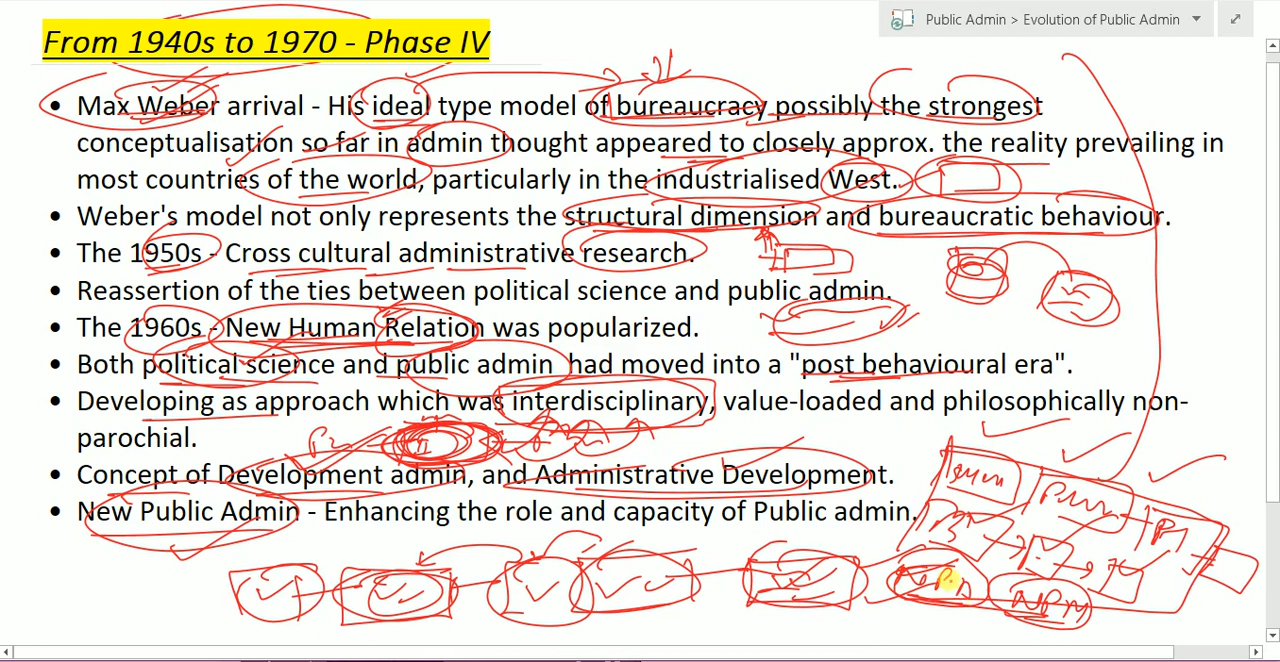 Public Admin > Evolution of Public Admin
From 1940s to 1970 - Phase IV
• Max Weber arrival - His ideal type model of bureaucracy possibly the strongest
conceptualisation so far in admin thought appeared to closely approx. the reality prevailing in
most countries of the world, particularly in the industrialised West.
• Weber's model not only represents the structural dimension and bureaucratic behaviour.
• The 1950s - Cross cultural administrative research.
• Reassertion of the ties between political science and public admin.
• The 1960s - New Human Relation was popularized.
• Both political science and public admin had moved into a "post behavioural era".
• Developing as approach which was interdisciplinary, value-loaded and philosophically non-
parochial.
• Concept of Development admin, and Administrative Development.
• New Public Admin - Enhancing the role and capacity of Public admin.
NPM